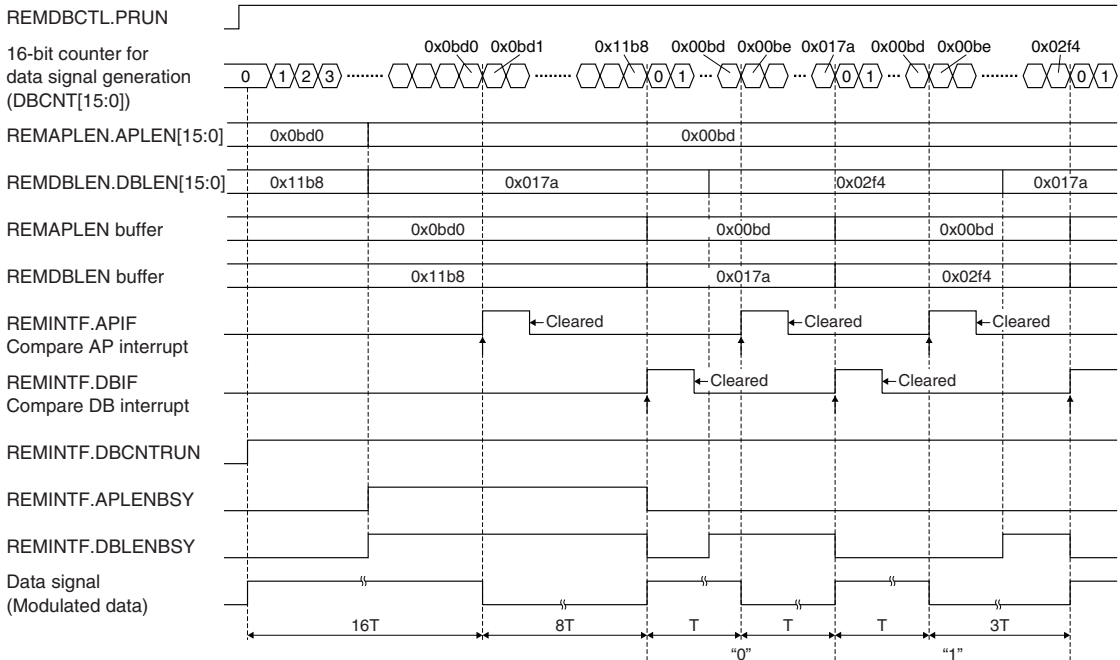 REMDBCTL.PRUN
16-bit counter for
data signal generation
(DBCNT[15:0])
0x0bd0 0x0bd1 0x11b8 0x00bd 0x00be 0x017a 0x00bd 0x00be 0x02f4
0 1 2 3 0 1 0 1 0 1
REMAPLEN.APLEN[15:0] 0x0bd0 0x00bd
REMDBLEN.DBLEN[15:0] 0x11b8 0x017a 0x02f4 0x017a
REMAPLEN buffer 0x0bd0 0x00bd 0x00bd
REMDBLEN buffer 0x11b8 0x017a 0x02f4
REMINTF.APIF
Compare AP interrupt
Cleared Cleared Cleared
REMINTF.DBIF
Compare DB interrupt
Cleared Cleared
REMINTF.DBCNTRUN
REMINTF.APLENBSY
REMINTF.DBLENBSY
Data signal
(Modulated data)
16T 8T T T T 3T
“0” “1”